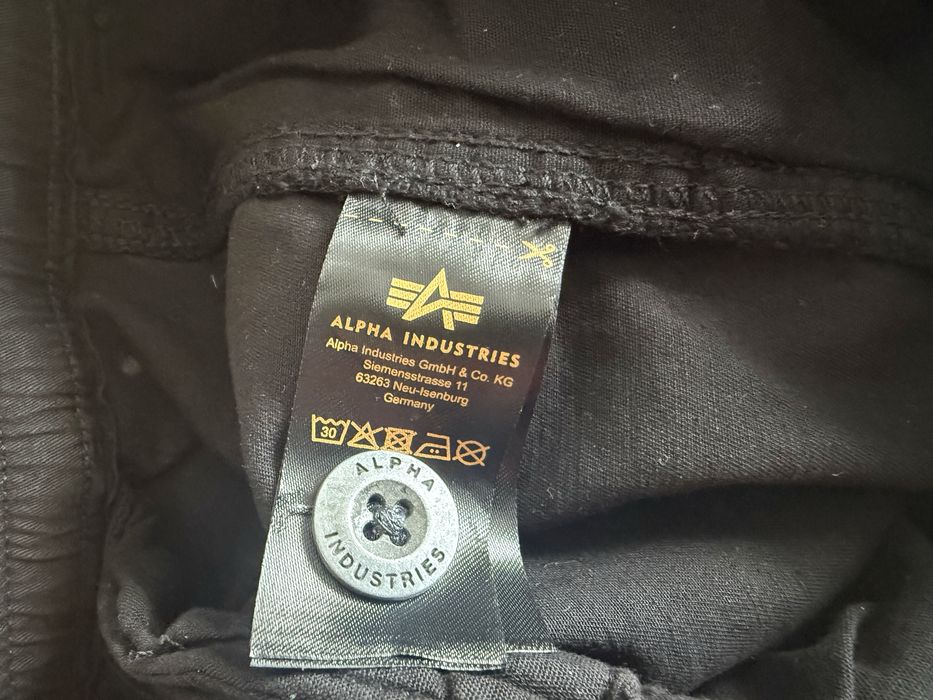 ALPHA INDUSTRIES
Alpha Industries GmbH & Co. KG
Siemensstrasse 11
63263 Neu-Isenburg
Germany
30
ALPHA
INDUSTRIES